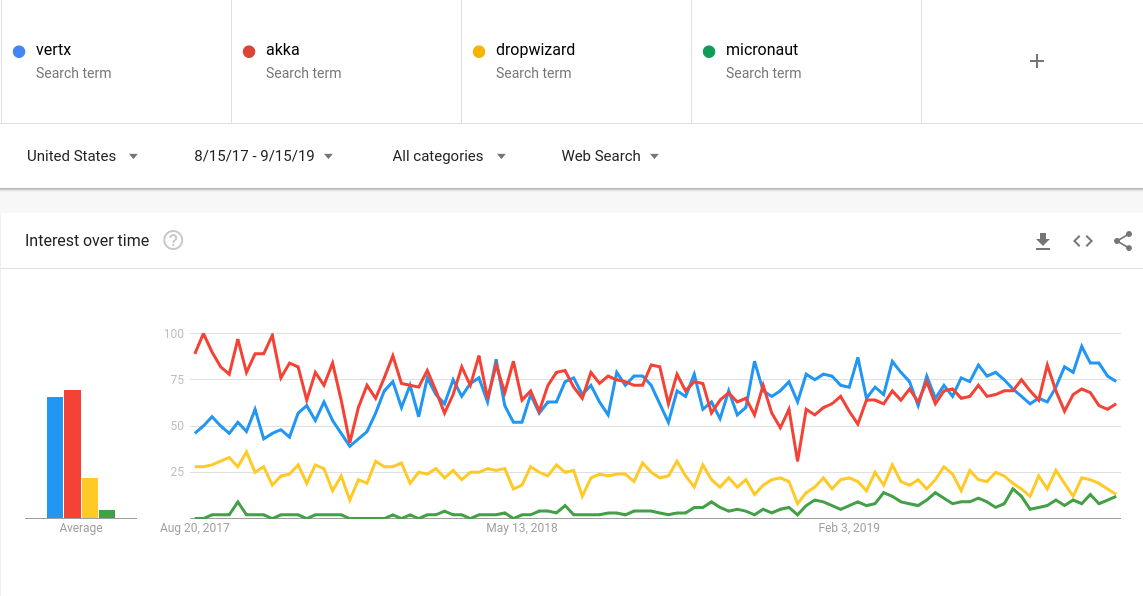 vertx akka dropwizard micronaut
Search term Search term Search term Search term
+
United States 8/15/17 - 9/15/19 All categories Web Search
Interest over time ?
100
75
50
25
Average Aug 20, 2017 May 13, 2018 Feb 3, 2019